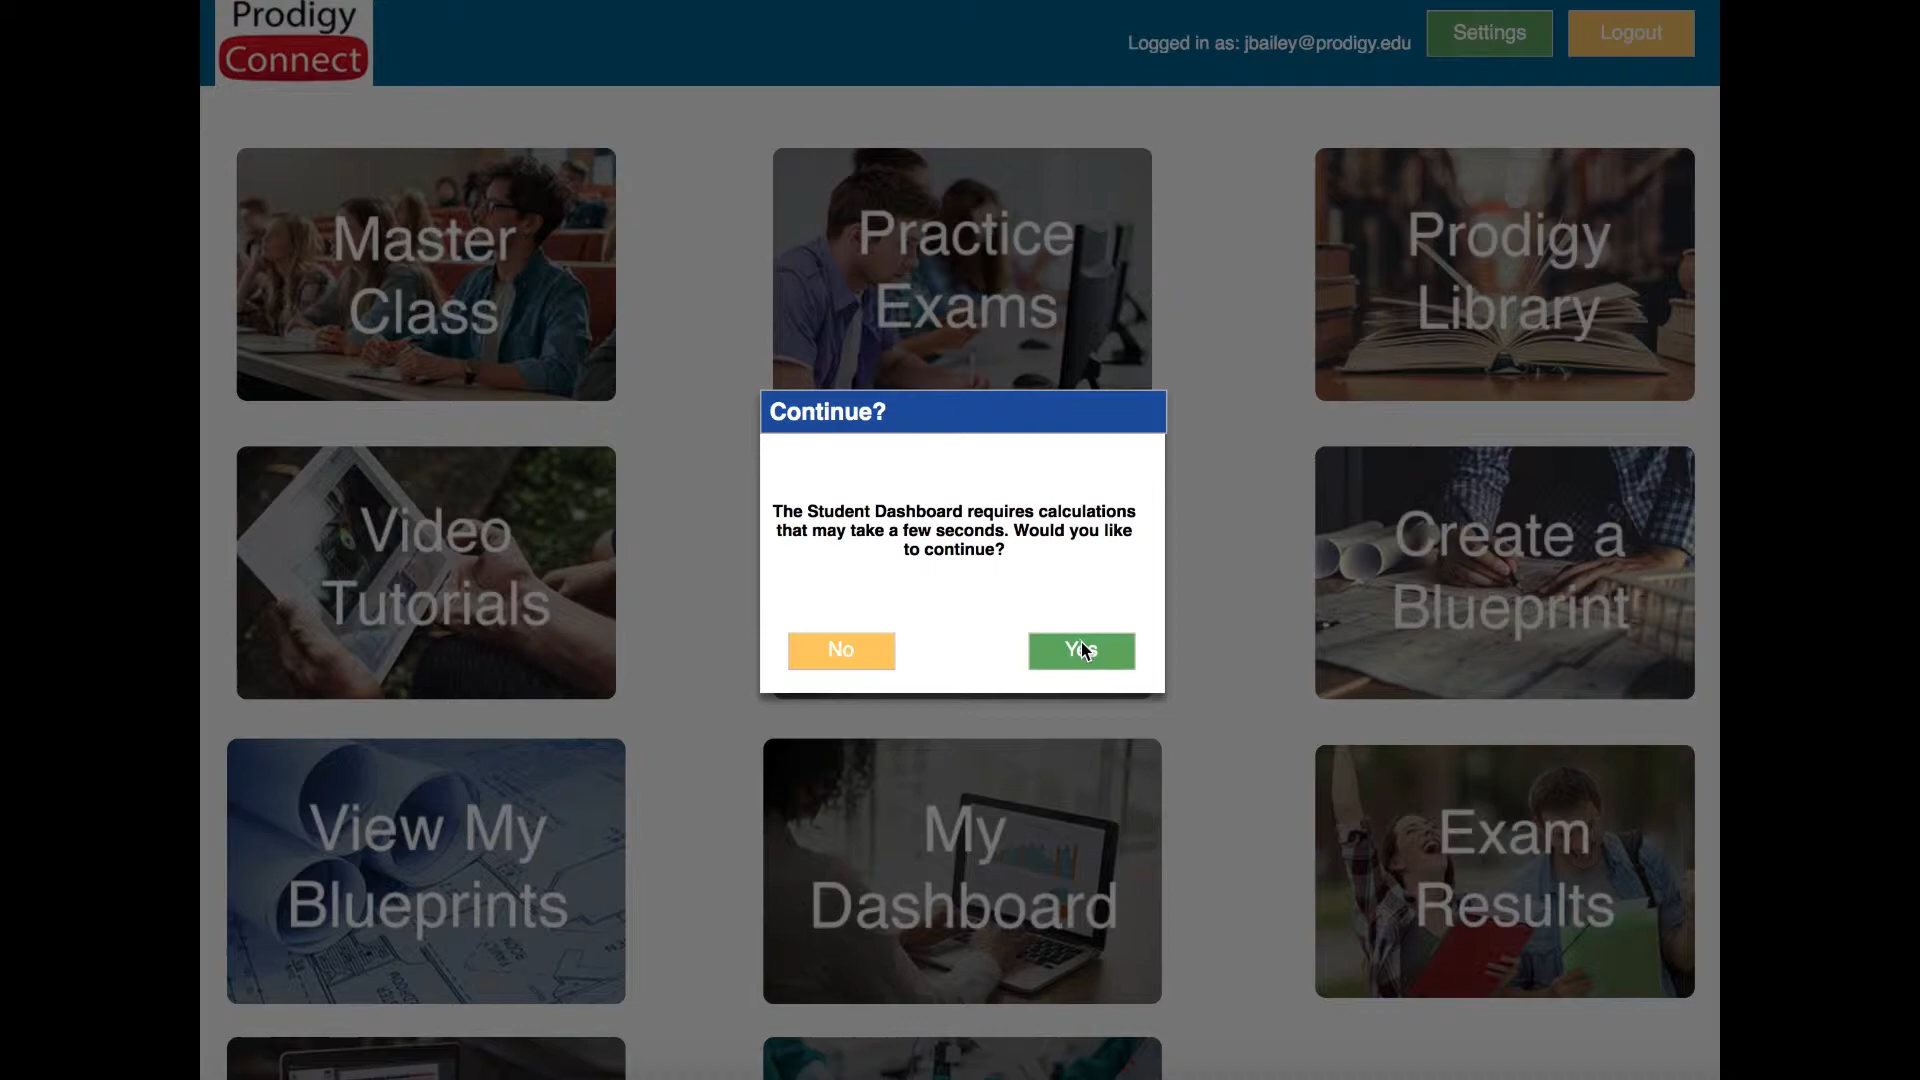 Prodigy
Connect
Logged in as: jbailey@prodigy.edu
Settings
Logout
Master
Class
Practice
Exams
Prodigy
Library
Continue?
The Student Dashboard requires calculations
that may take a few seconds. Would you like
to continue?
No
Yes
Video
Tutorials
Create a
Blueprint
View My
Blueprints
My
Dashboard
Exam
Results